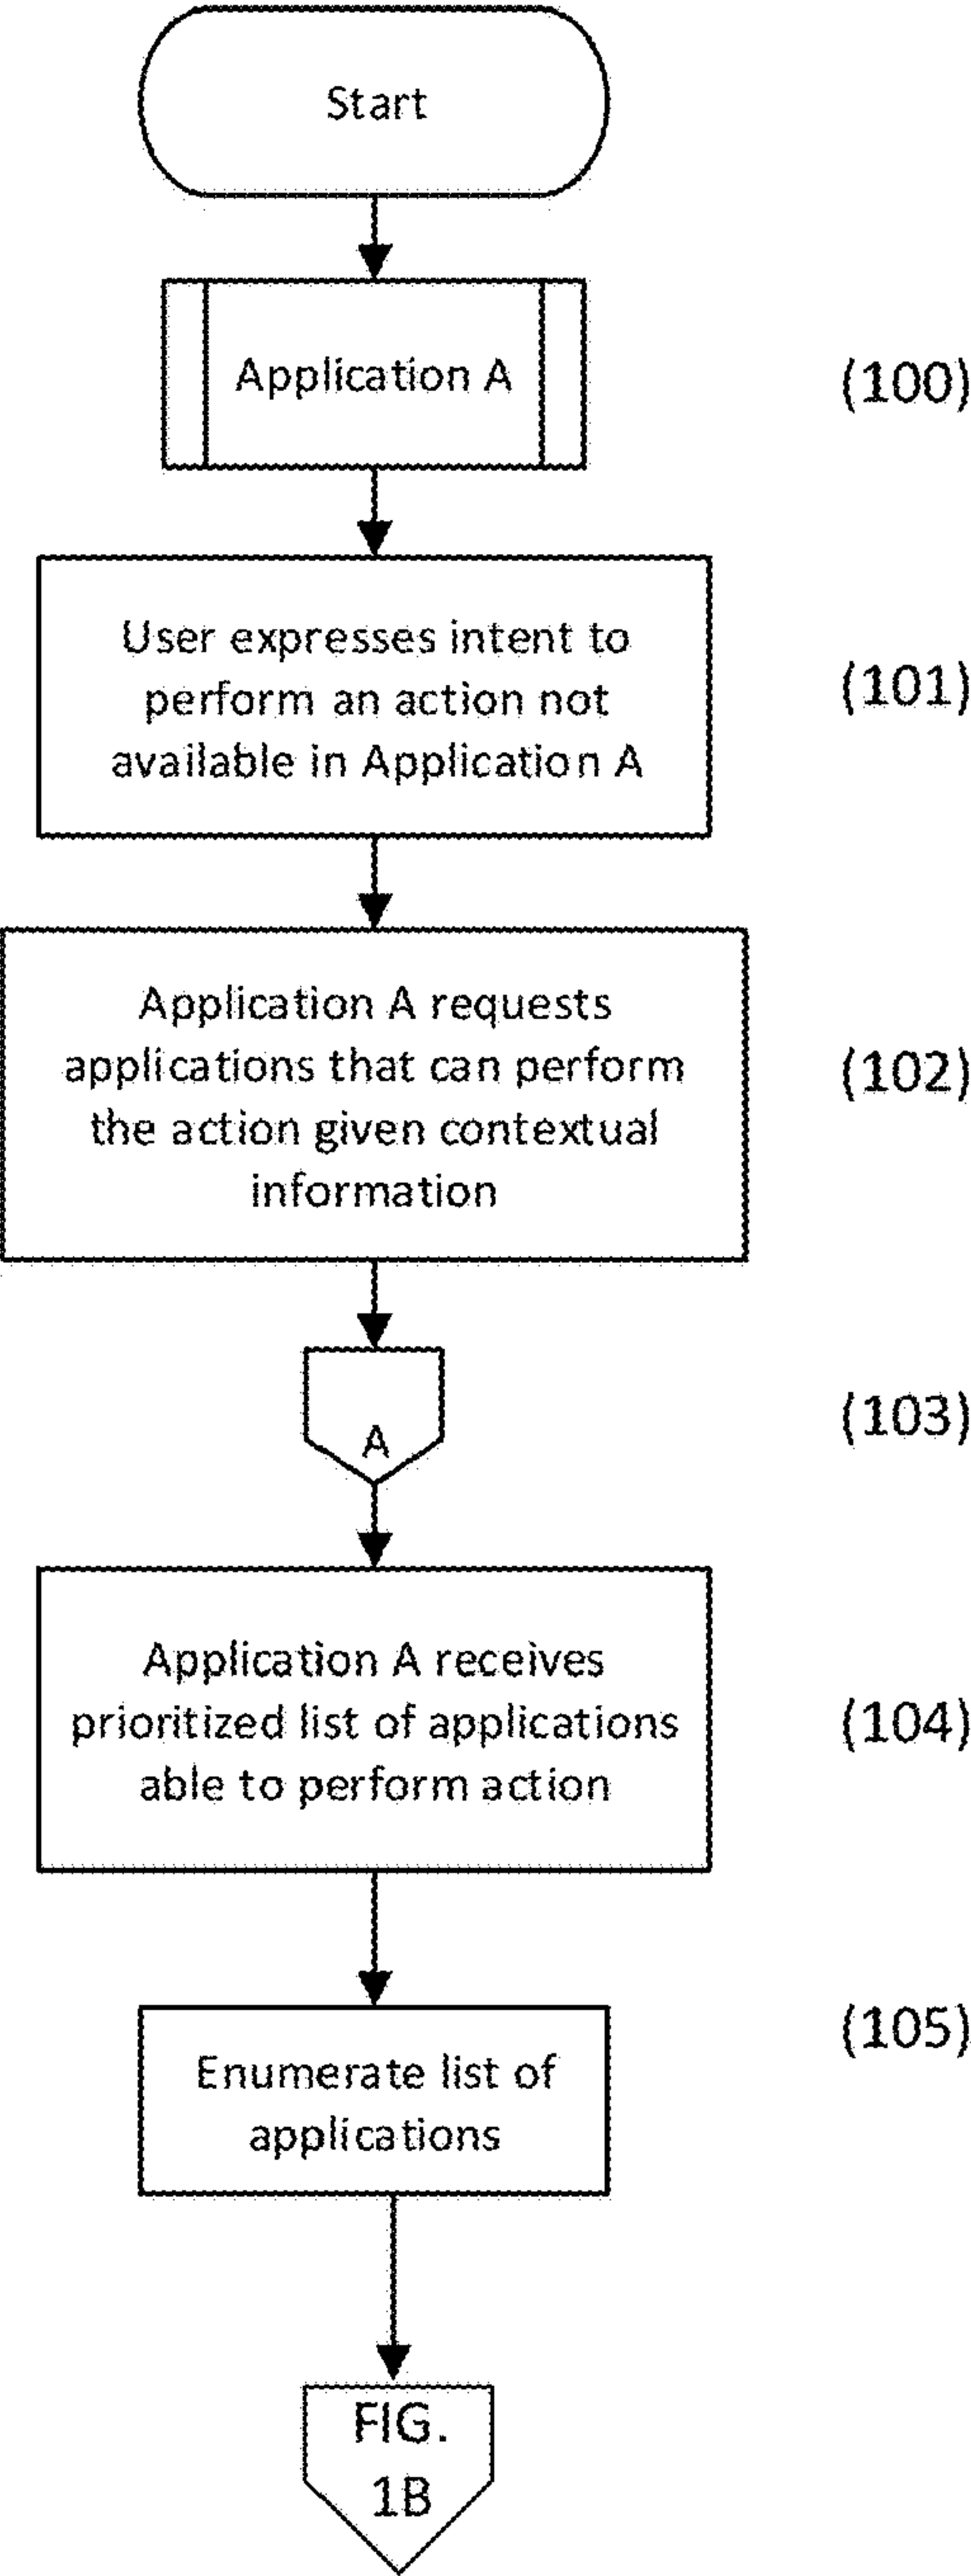 Start
Application A
(100)
User expresses intent to
perform an action not
available in Application A
(101)
Application A requests
applications that can perform
the action given contextual
information
(102)
A
(103)
Application A receives
prioritized list of applications
able to perform action
(104)
Enumerate list of
applications
(105)
FIG.
1B